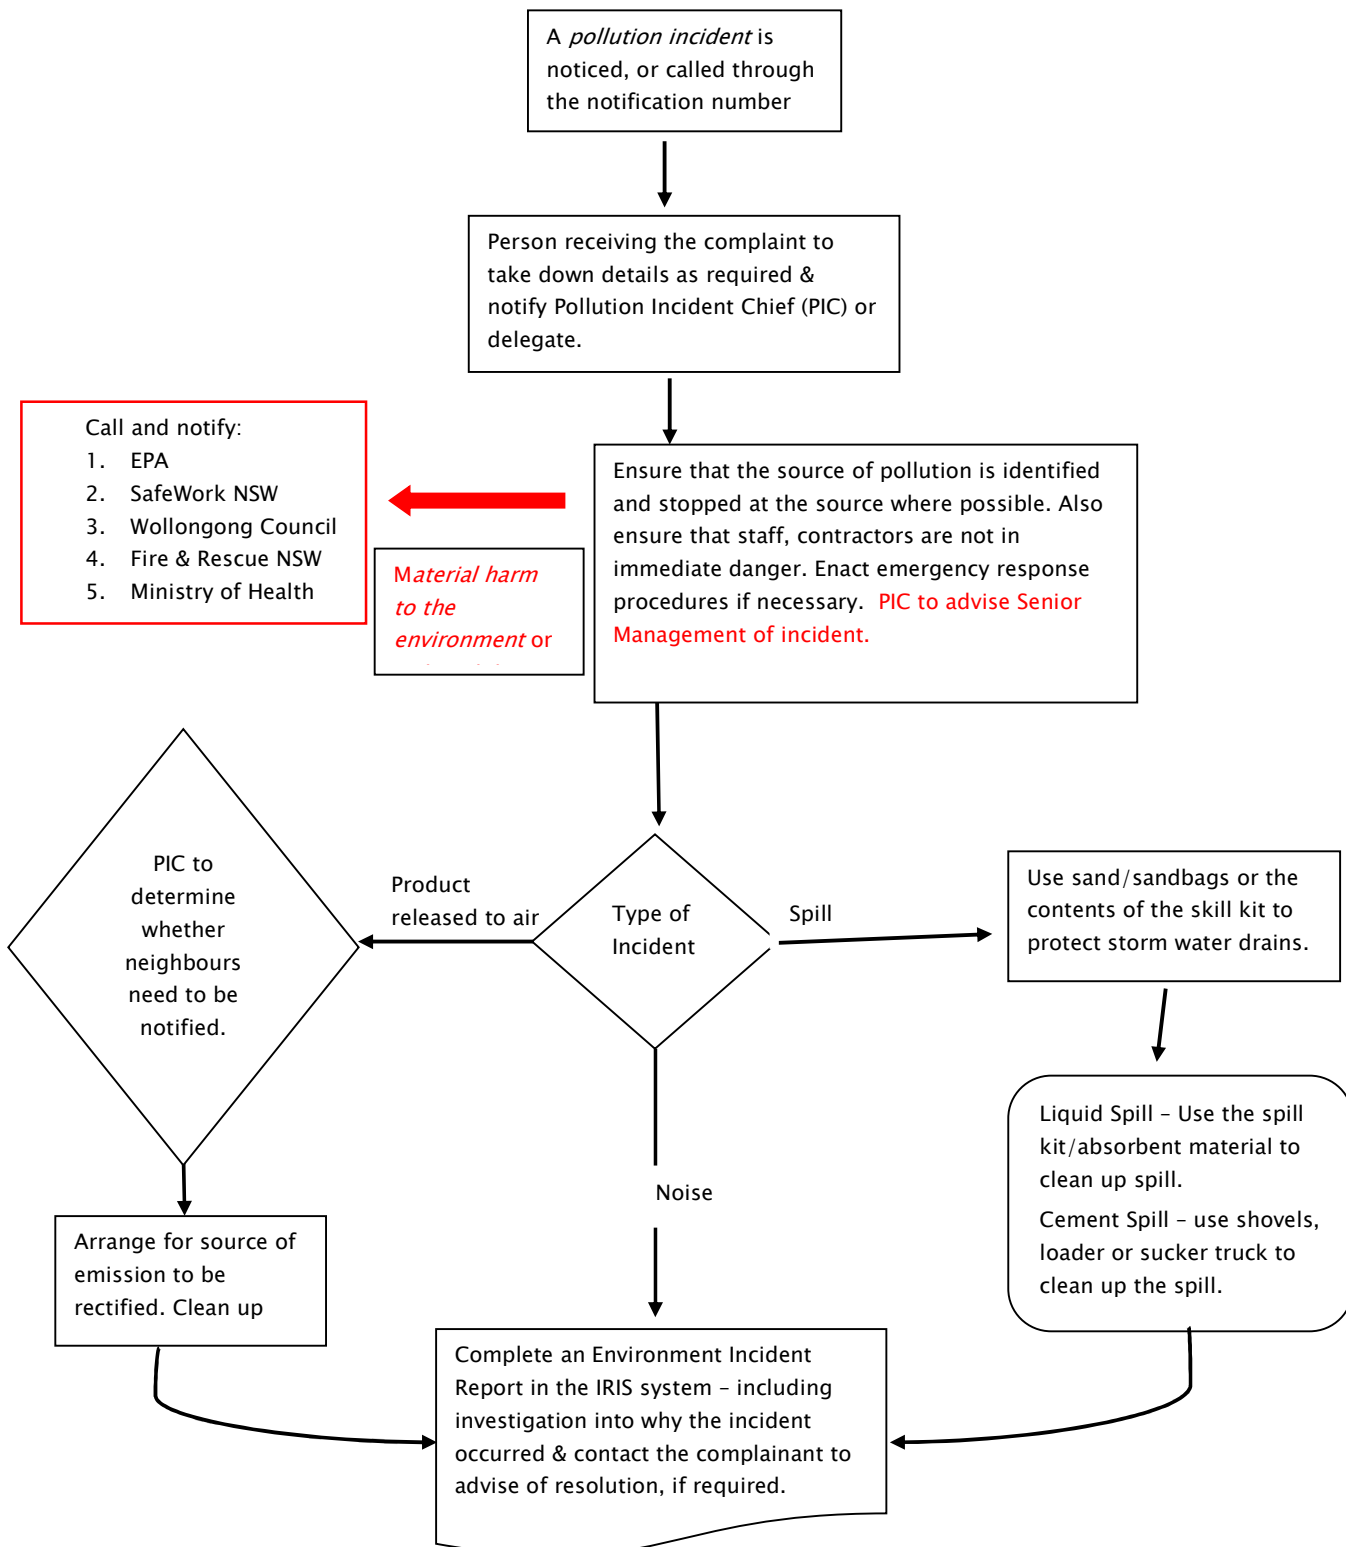 A pollution incident is
noticed, or called through
the notification number
Person receiving the complaint to
take down details as required &
notify Pollution Incident Chief (PIC) or
delegate.
Call and notify:
1. EPA
2. SafeWork NSW
3. Wollongong Council
4. Fire & Rescue NSW
5. Ministry of Health
Material harm
to the
environment or
Ensure that the source of pollution is identified
and stopped at the source where possible. Also
ensure that staff, contractors are not in
immediate danger. Enact emergency response
procedures if necessary. PIC to advise Senior
Management of incident.
PIC to
determine
whether
neighbours
need to be
notified.
Product
released to air
Type of
Incident
Spill
Use sand/sandbags or the
contents of the skill kit to
protect storm water drains.
Liquid Spill – Use the spill
kit/absorbent material to
clean up spill.
Cement Spill – use shovels,
loader or sucker truck to
clean up the spill.
Noise
Arrange for source of
emission to be
rectified. Clean up
Complete an Environment Incident
Report in the IRIS system – including
investigation into why the incident
occurred & contact the complainant to
advise of resolution, if required.